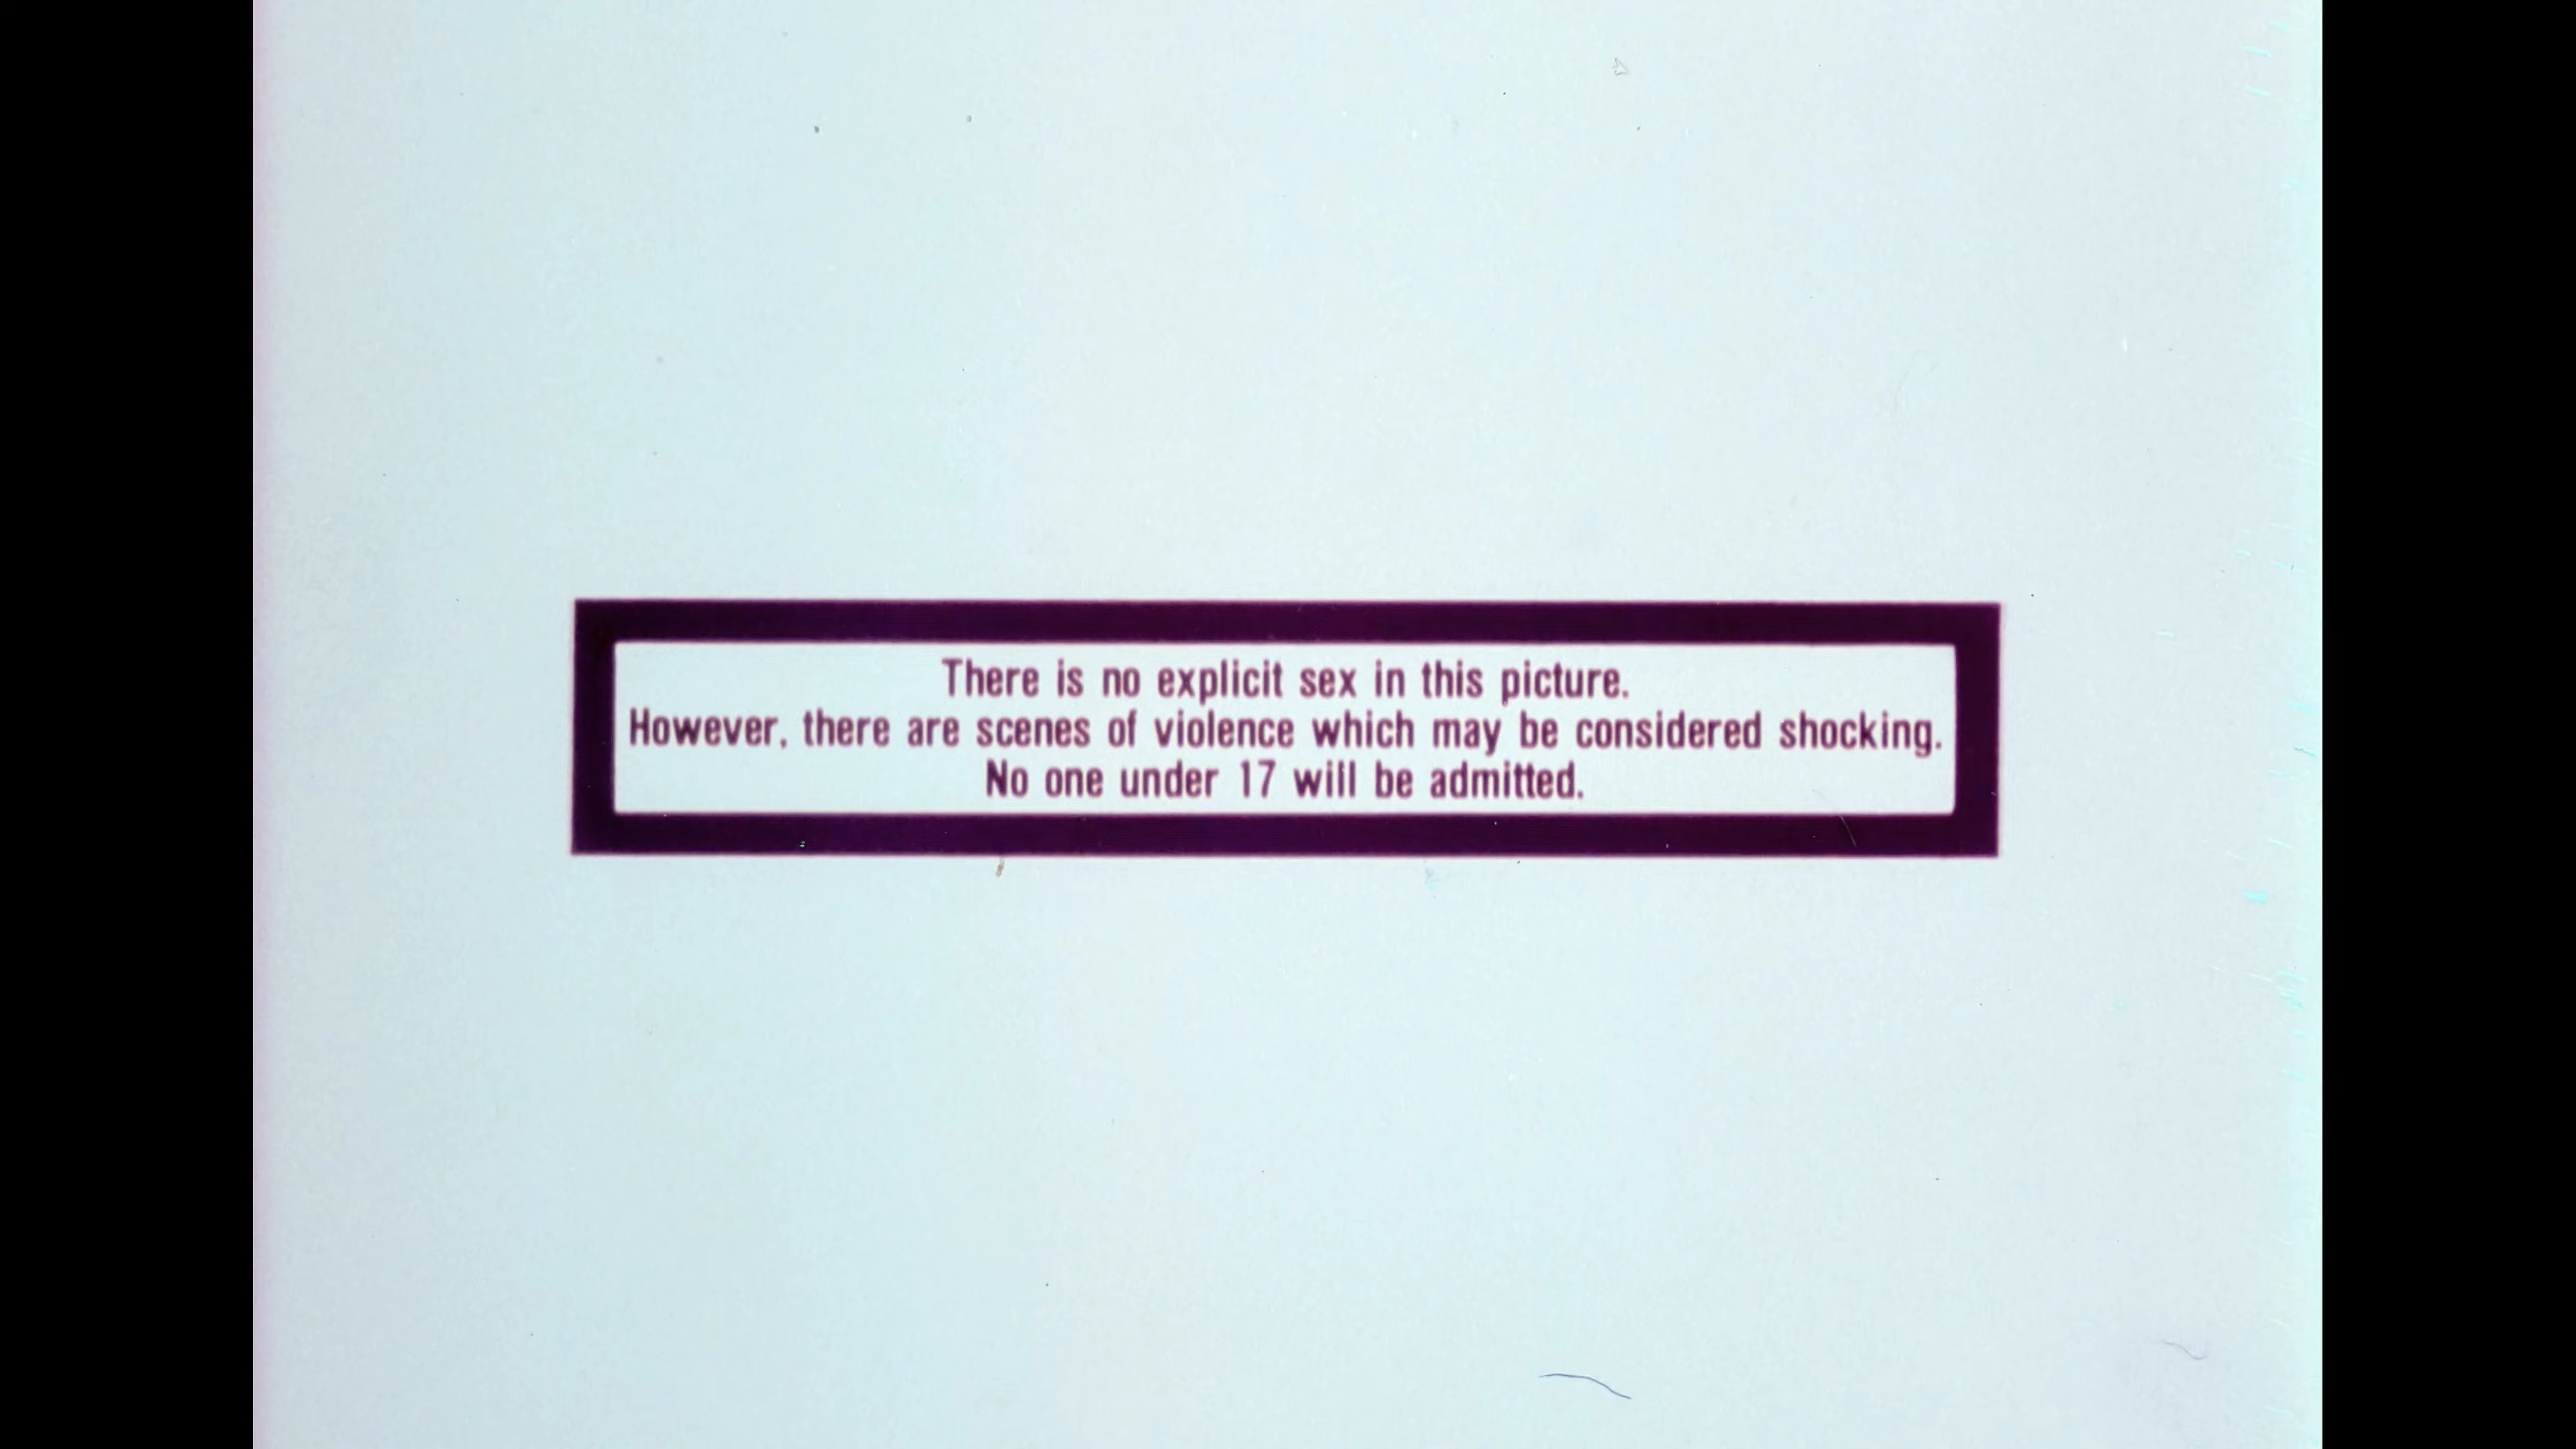 There is no explicit sex in this picture.
However, there are scenes of violence which may be considered shocking.
No one under 17 will be admitted.